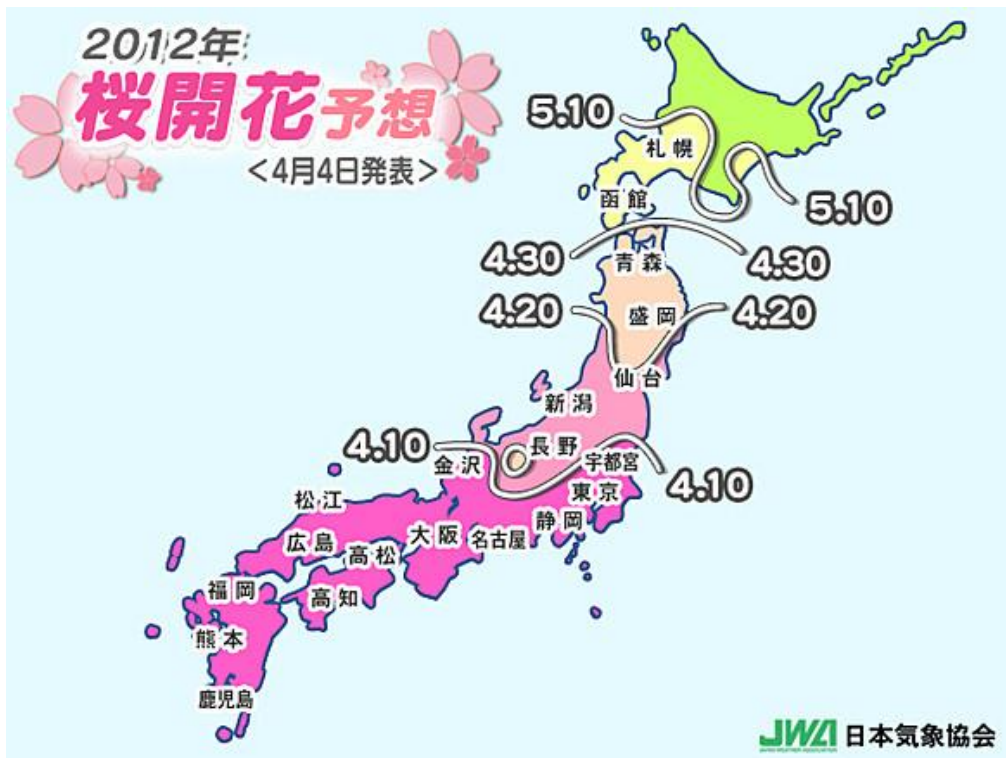 2012年
桜開花予想
<4月4日発表>
5.10
札幌
函館
5.10
4.30
青森
4.30
4.20
盛岡
4.20
仙台
新潟
4.10
長野
金沢
宇都宮
4.10
東京
松江
静岡
大阪
名古屋
広島
高松
福岡
高知
熊本
鹿児島
JWA 日本気象協会